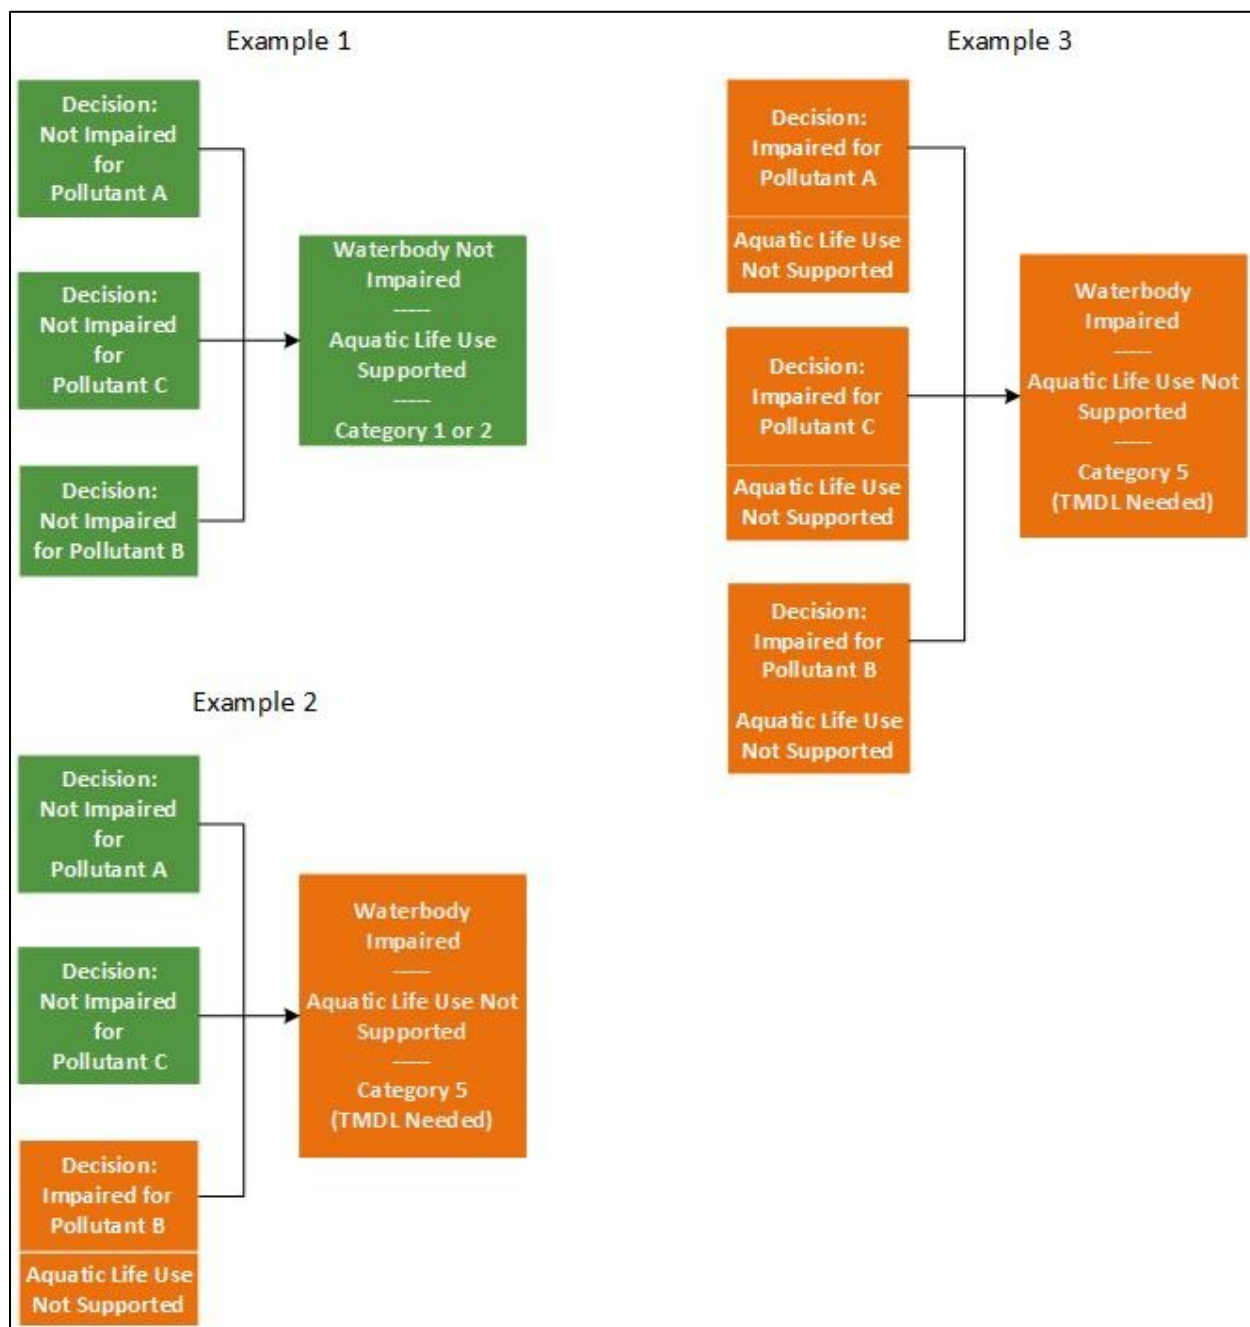 Example 1
Decision:
Not Impaired
for
Pollutant A
Decision:
Not Impaired
for
Pollutant C
Decision:
Not Impaired
for Pollutant B
Waterbody Not
Impaired
-----
Aquatic Life Use
Supported
-----
Category 1 or 2
Example 2
Decision:
Not Impaired
for
Pollutant A
Decision:
Not Impaired
for
Pollutant C
Decision:
Impaired for
Pollutant B
Aquatic Life Use
Not Supported
Waterbody
Impaired
-----
Aquatic Life Use Not
Supported
-----
Category 5
(TMDL Needed)
Example 3
Decision:
Impaired for
Pollutant A
Aquatic Life Use
Not Supported
Decision:
Impaired for
Pollutant C
Aquatic Life Use
Not Supported
Decision:
Impaired for
Pollutant B
Aquatic Life Use
Not Supported
Waterbody
Impaired
-----
Aquatic Life Use Not
Supported
-----
Category 5
(TMDL Needed)